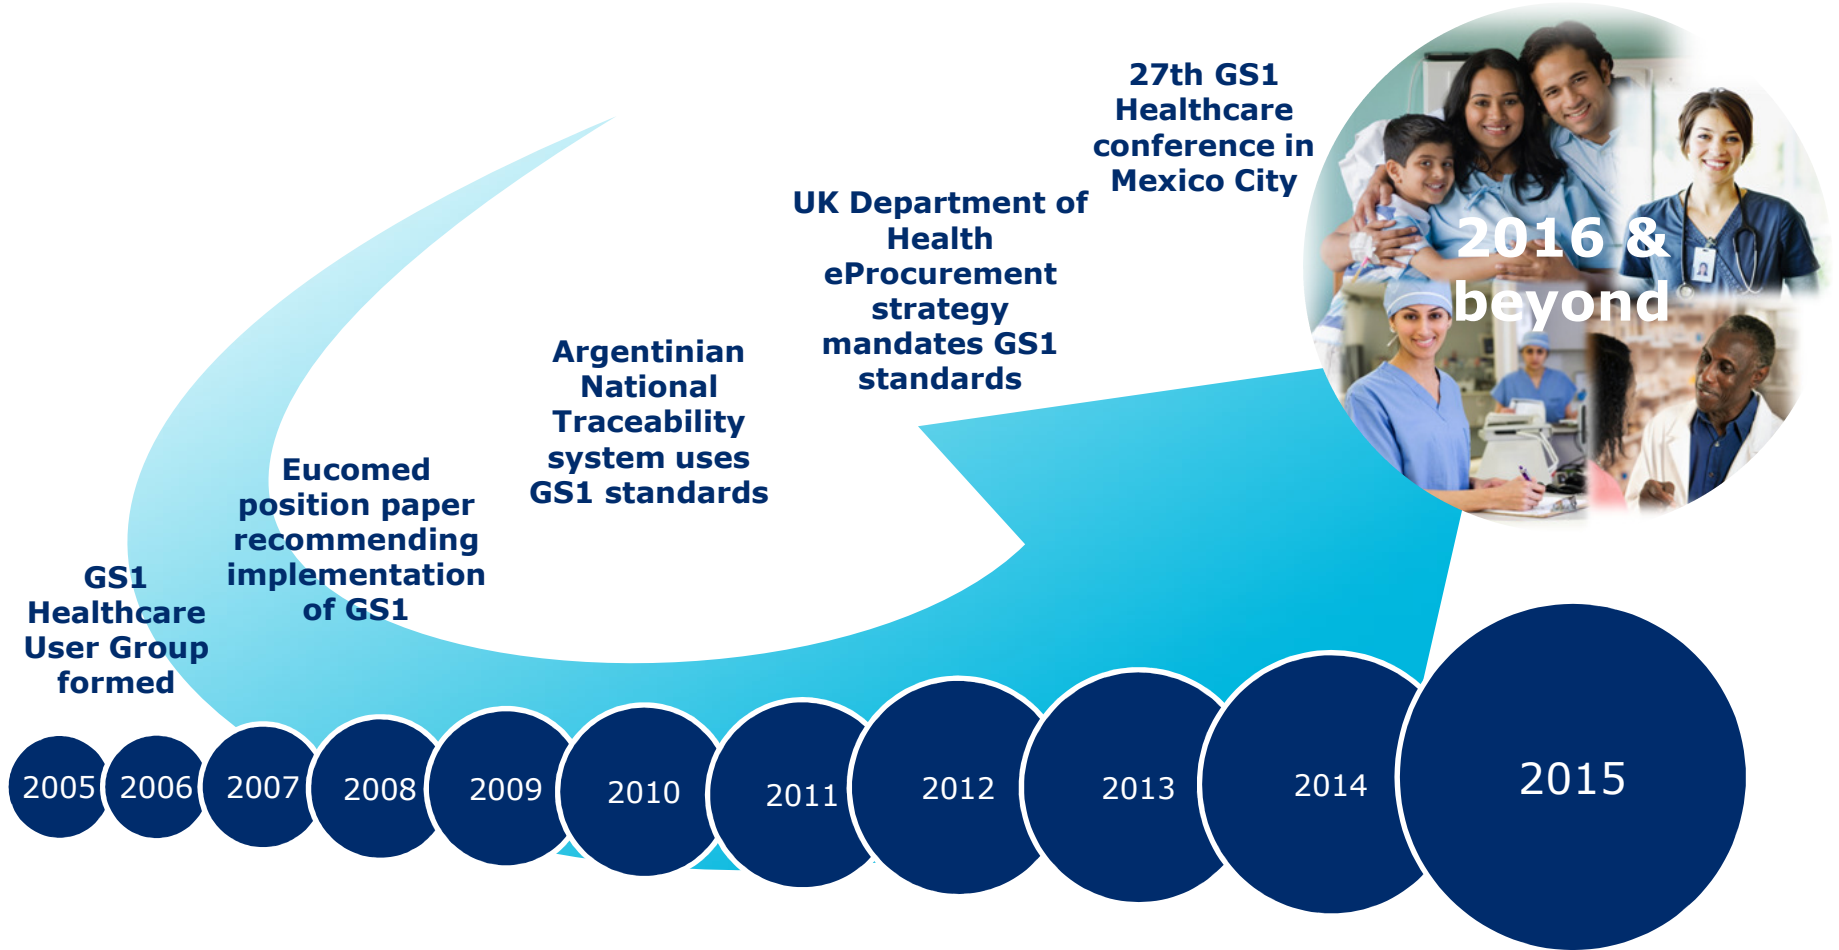 GS1
Healthcare
User Group
formed
Eucomed
position paper
recommending
implementation
of GS1
Argentinian
National
Traceability
system uses
GS1 standards
UK Department of
Health
eProcurement
strategy
mandates GS1
standards
27th GS1
Healthcare
conference in
Mexico City
2016 &
beyond
2005
2006
2007
2008
2009
2010
2011
2012
2013
2014
2015